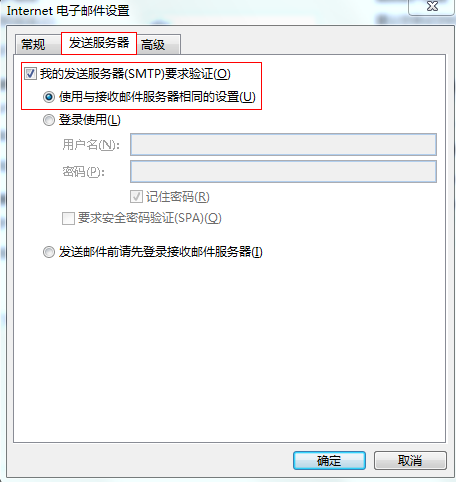 Internet 电子邮件设置
常规 发送服务器 高级
我的发送服务器(SMTP)要求验证(O)
使用与接收邮件服务器相同的设置(U)
登录使用(L)
用户名(N):
密码(P):
记住密码(R)
要求安全密码验证(SPA)(Q)
发送邮件前请先登录接收邮件服务器(I)
确定 取消